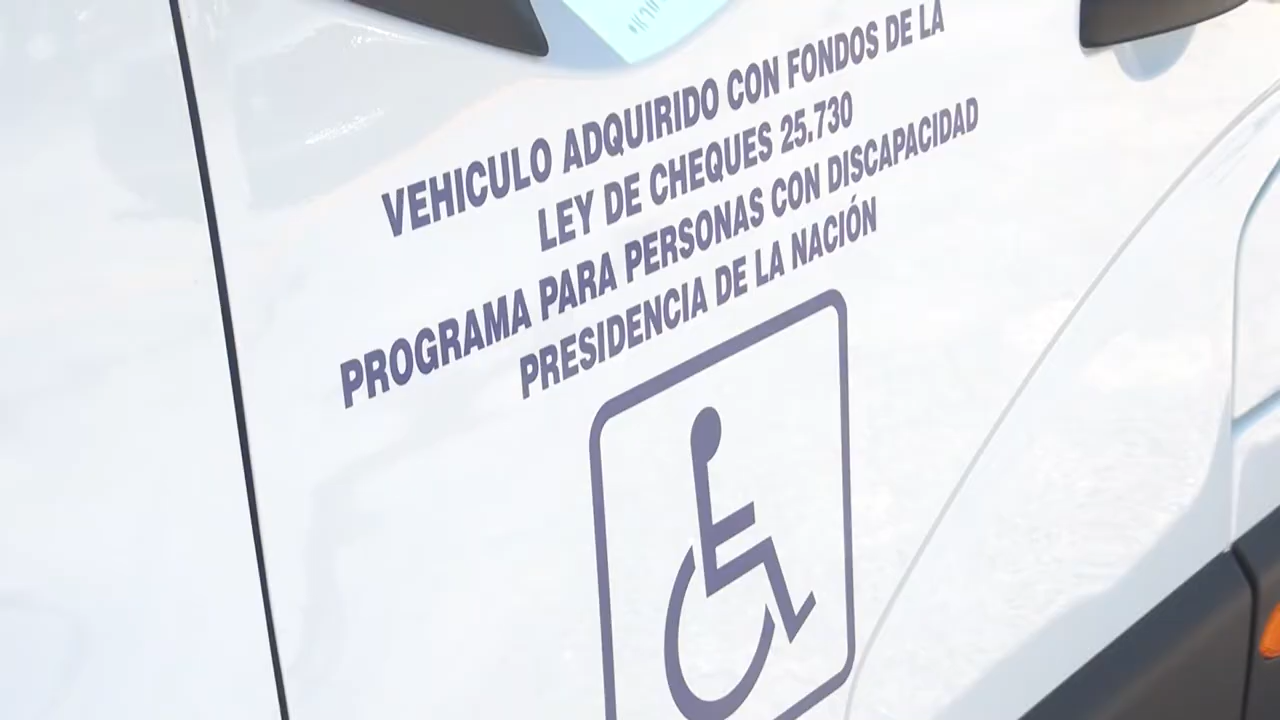 VEHICULO ADQUIRIDO CON FONDOS DE LA
LEY DE CHEQUES 25.730
PROGRAMA PARA PERSONAS CON DISCAPACIDAD
PRESIDENCIA DE LA NACIÓN